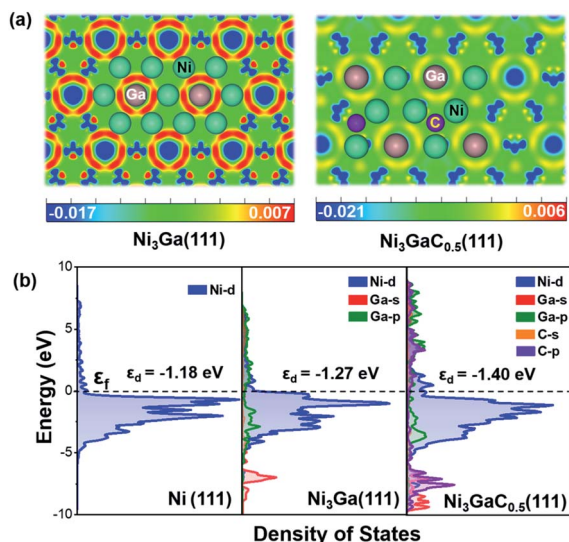 (a)
Ni
Ga
Ga
Ni
C
-0.017 0.007
-0.021 0.006
Ni₃Ga(111)
Ni₃GaC₀.₅(111)
(b)
10
5
0
-5
-10
Energy (eV)
Ni-d
εf
εd = -1.18 eV
Ni (111)
Ni-d
Ga-s
Ga-p
εd = -1.27 eV
Ni₃Ga(111)
Ni-d
Ga-s
Ga-p
C-s
C-p
εd = -1.40 eV
Ni₃GaC₀.₅(111)
Density of States